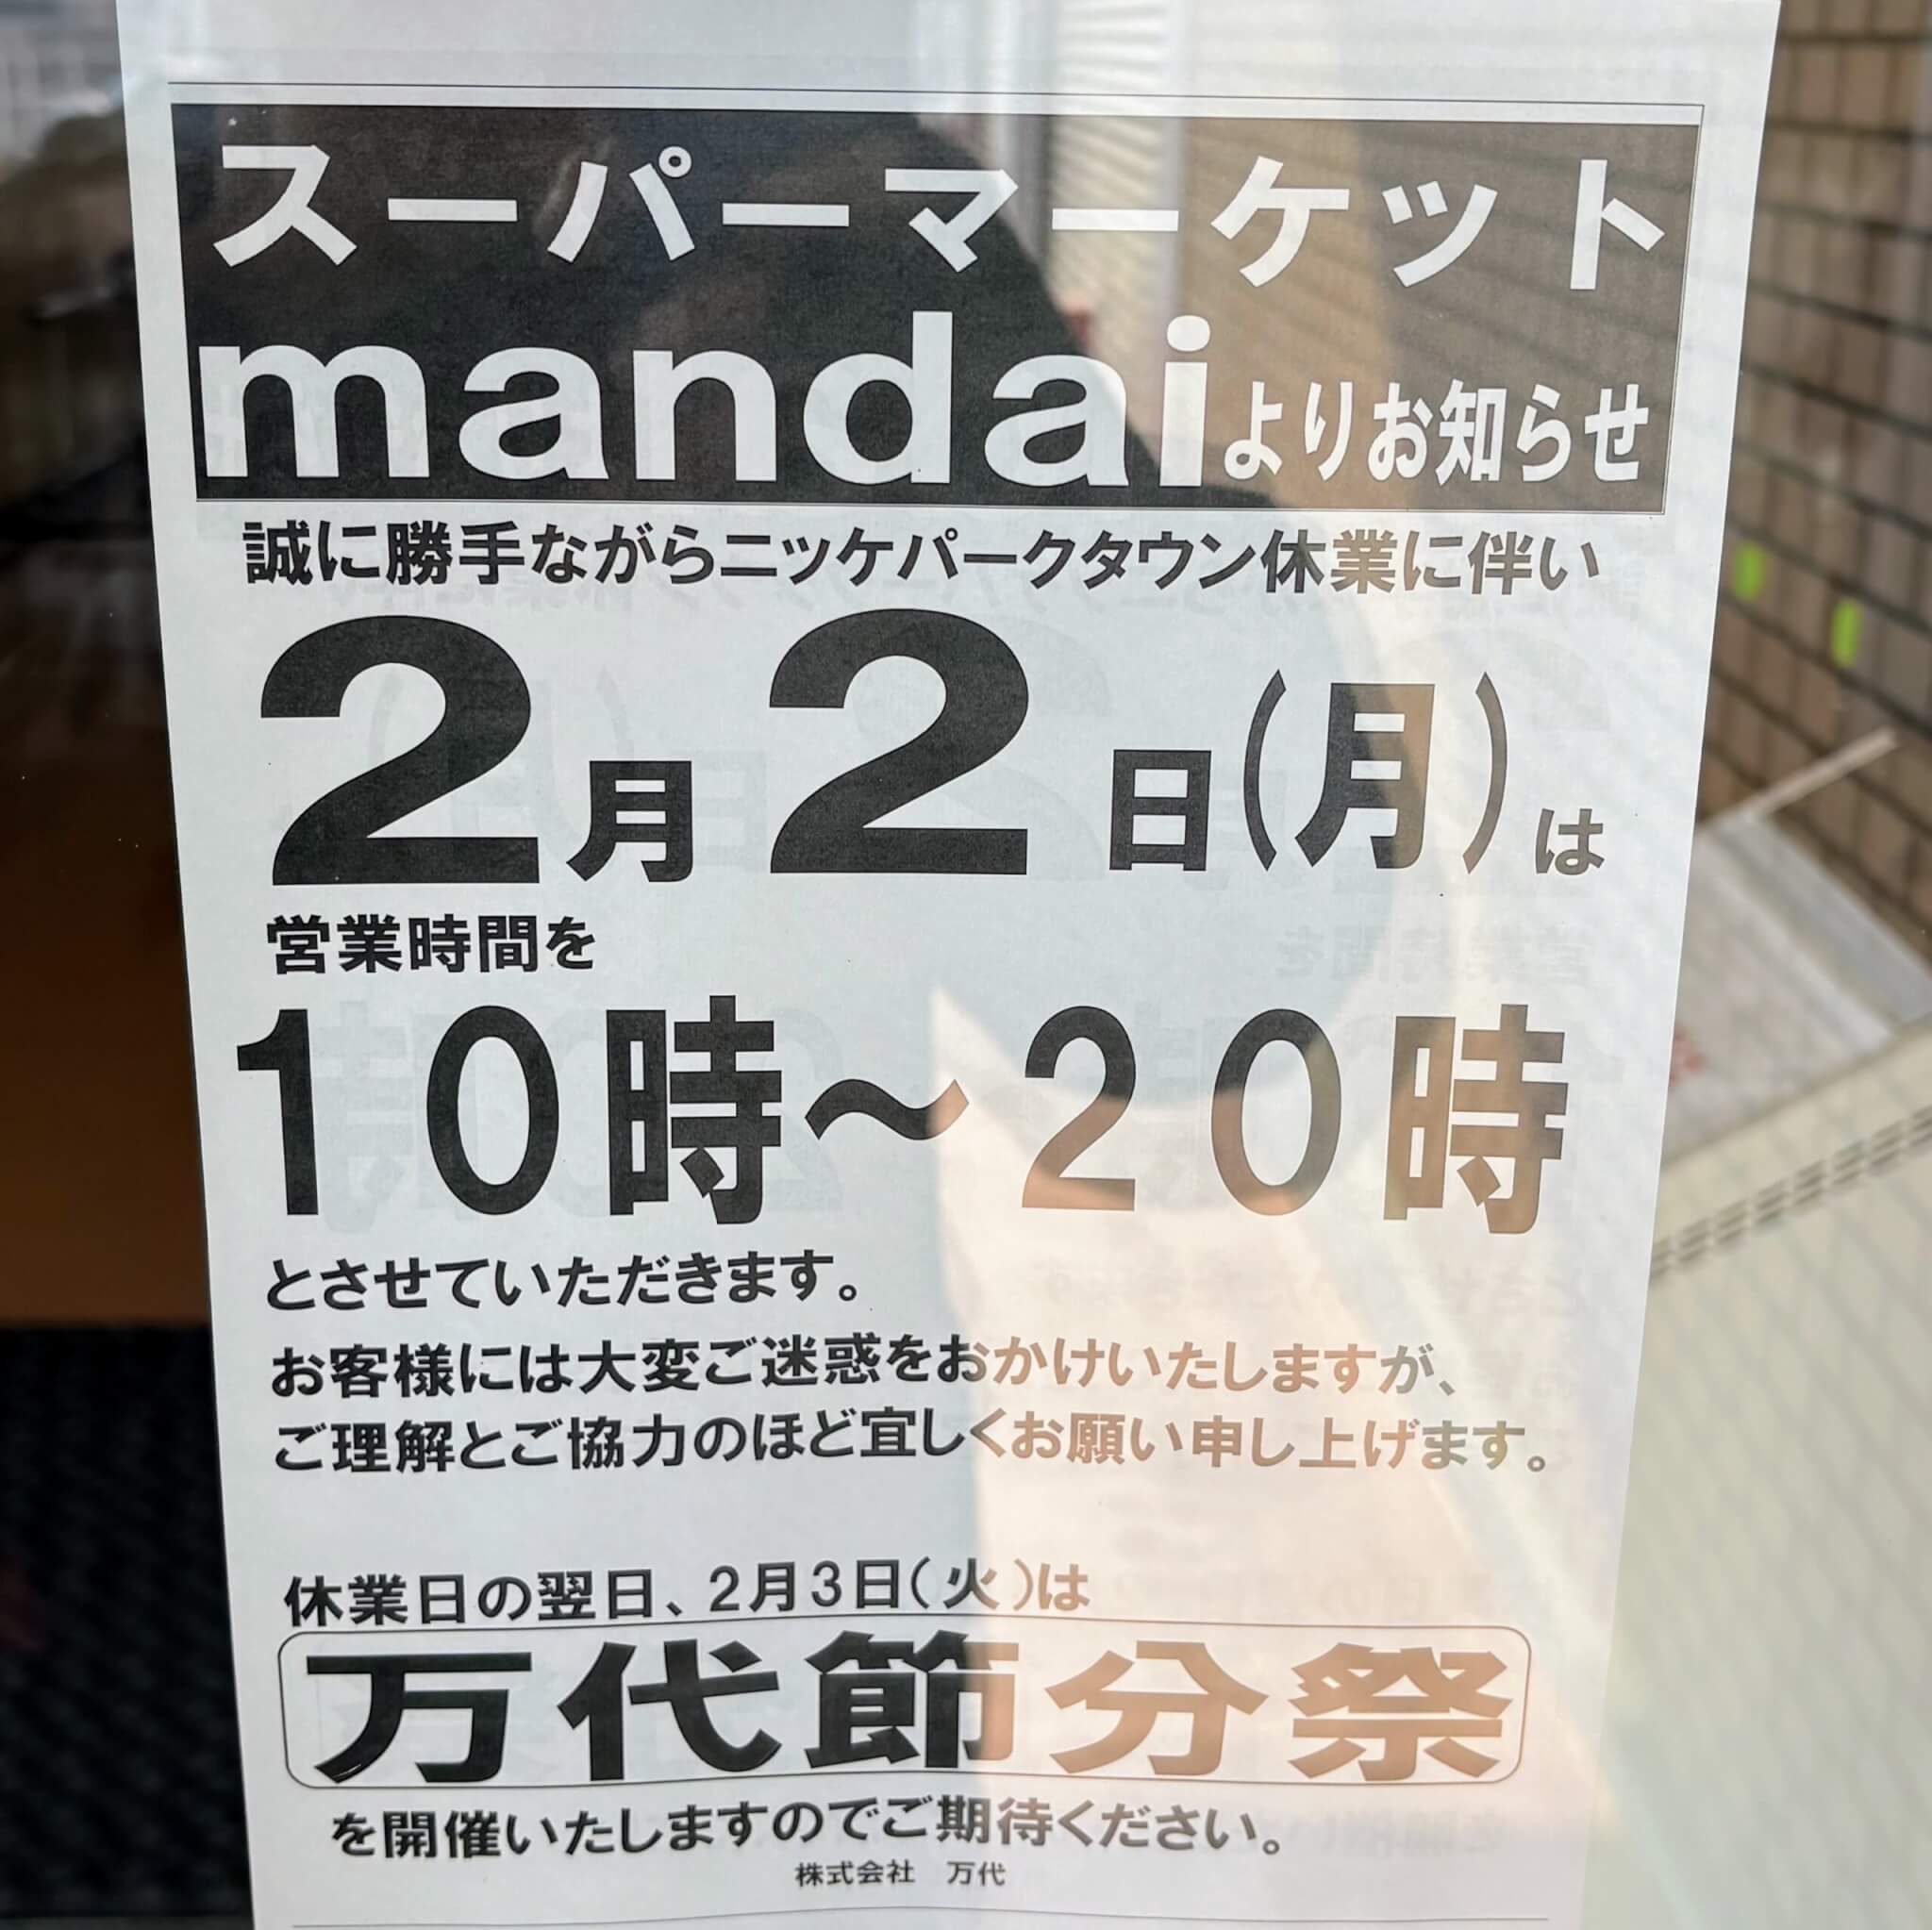 スーパーマーケット
mandaiよりお知らせ
誠に勝手ながらニッケパークタウン休業に伴い
2月2日(月)は
営業時間を
10時～20時
とさせていただきます。
お客様には大変ご迷惑をおかけいたしますが、
ご理解とご協力のほど宜しくお願い申し上げます。
休業日の翌日、2月3日(火)は
万代節分祭
を開催いたしますのでご期待ください。
株式会社　万代